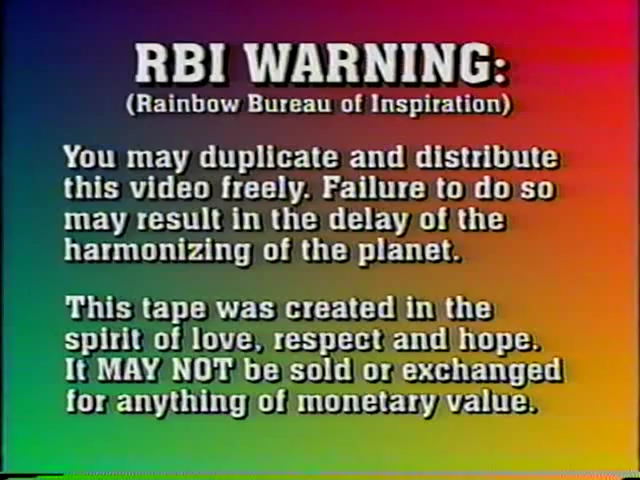 RBI WARNING:
(Rainbow Bureau of Inspiration)
You may duplicate and distribute
this video freely. Failure to do so
may result in the delay of the
harmonizing of the planet.
This tape was created in the
spirit of love, respect and hope.
It MAY NOT be sold or exchanged
for anything of monetary value.